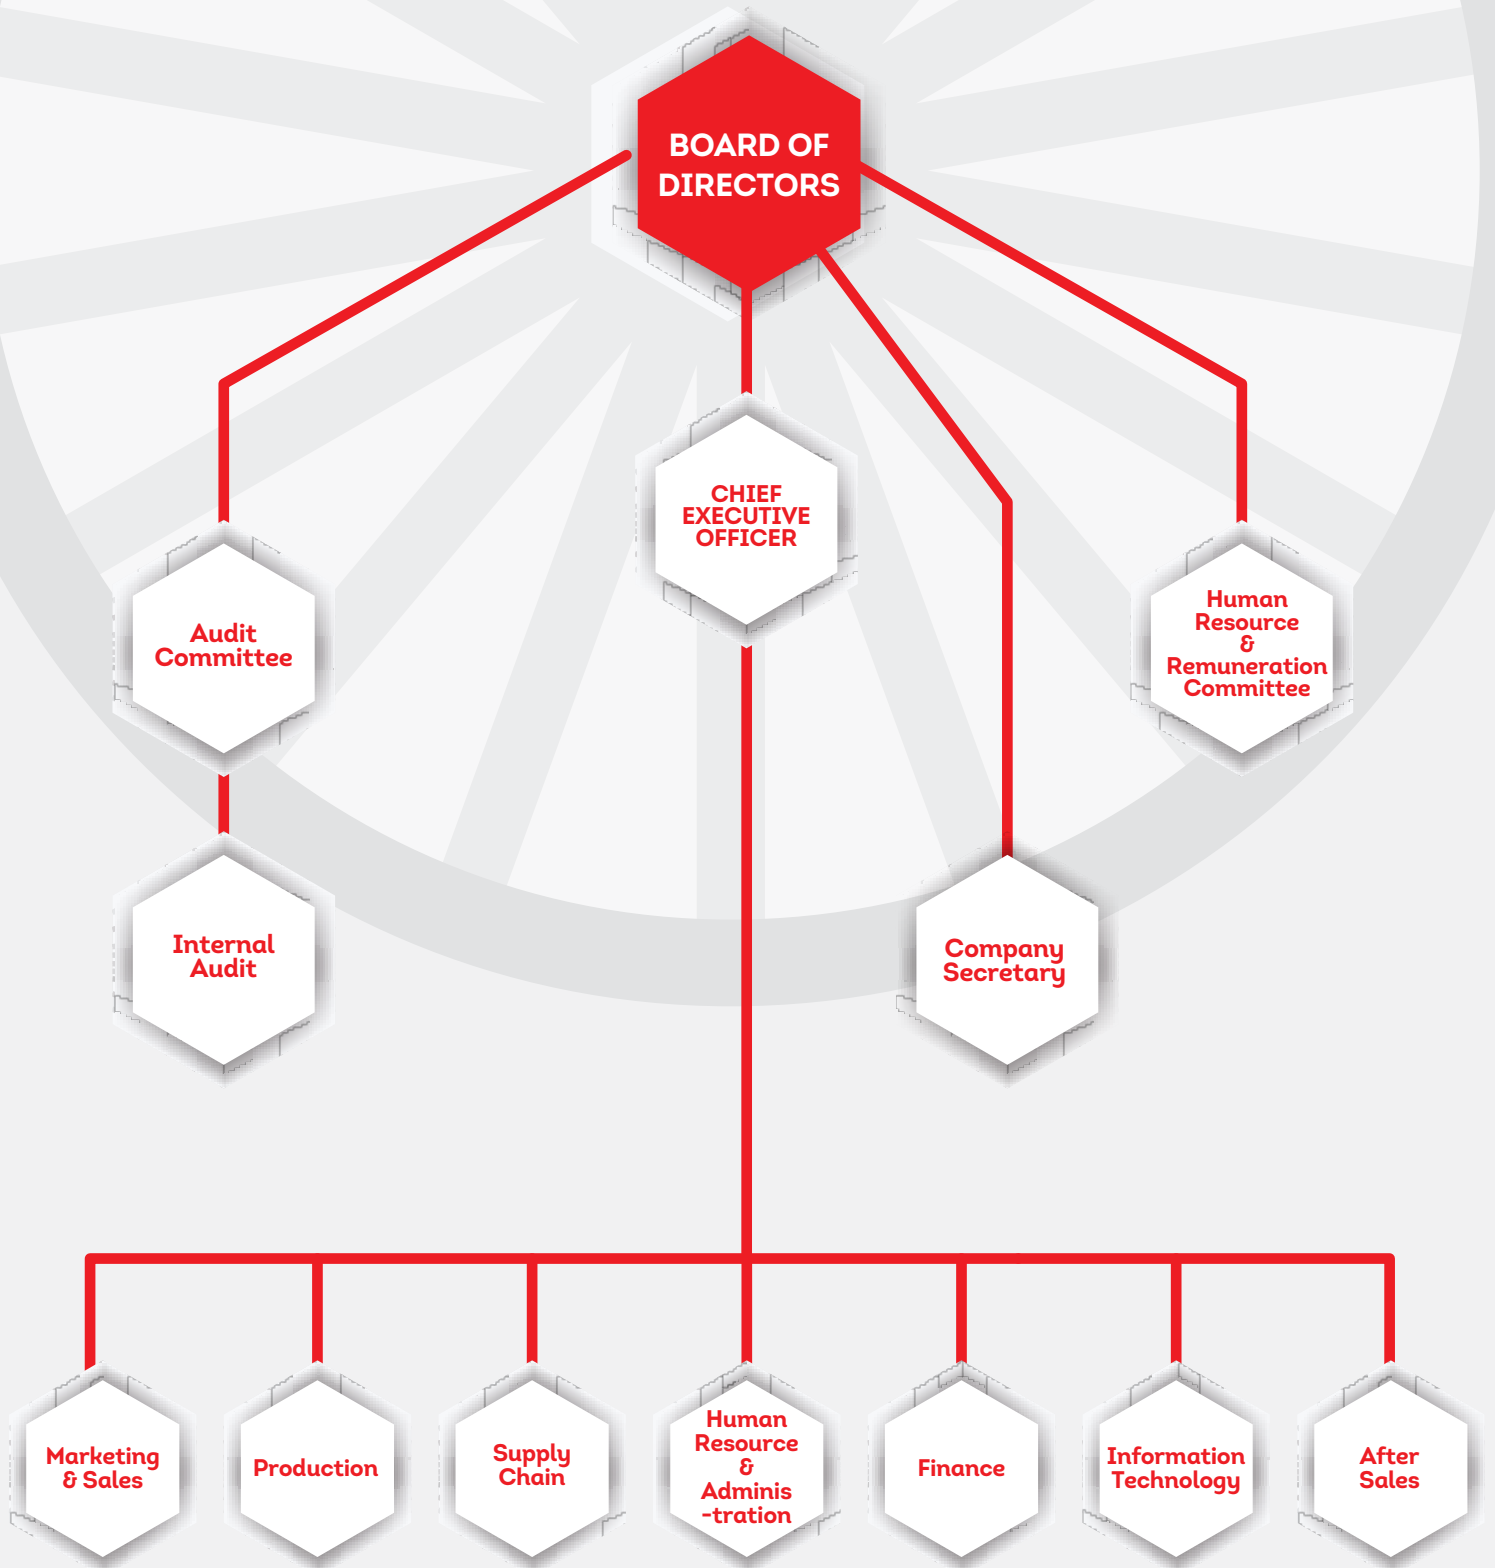 BOARD OF
DIRECTORS
CHIEF
EXECUTIVE
OFFICER
Audit
Committee
Human
Resource
&
Remuneration
Committee
Internal
Audit
Company
Secretary
Marketing
& Sales
Production
Supply
Chain
Human
Resource
&
Adminis
-tration
Finance
Information
Technology
After
Sales